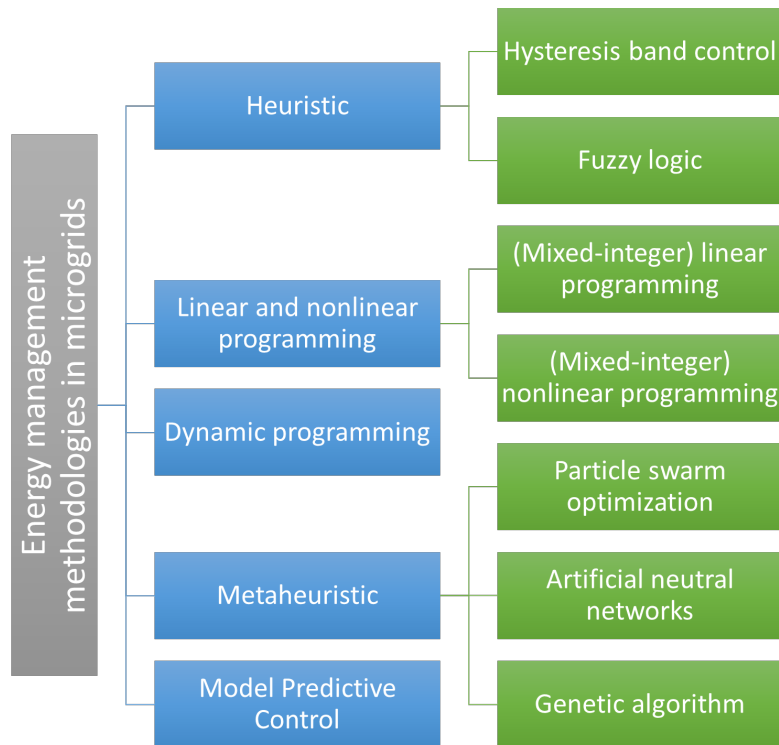 Energy management
methodologies in microgrids
Heuristic
Hysteresis band control
Fuzzy logic
Linear and nonlinear
programming
(Mixed-integer) linear
programming
(Mixed-integer)
nonlinear programming
Dynamic programming
Metaheuristic
Particle swarm
optimization
Artificial neutral
networks
Genetic algorithm
Model Predictive
Control